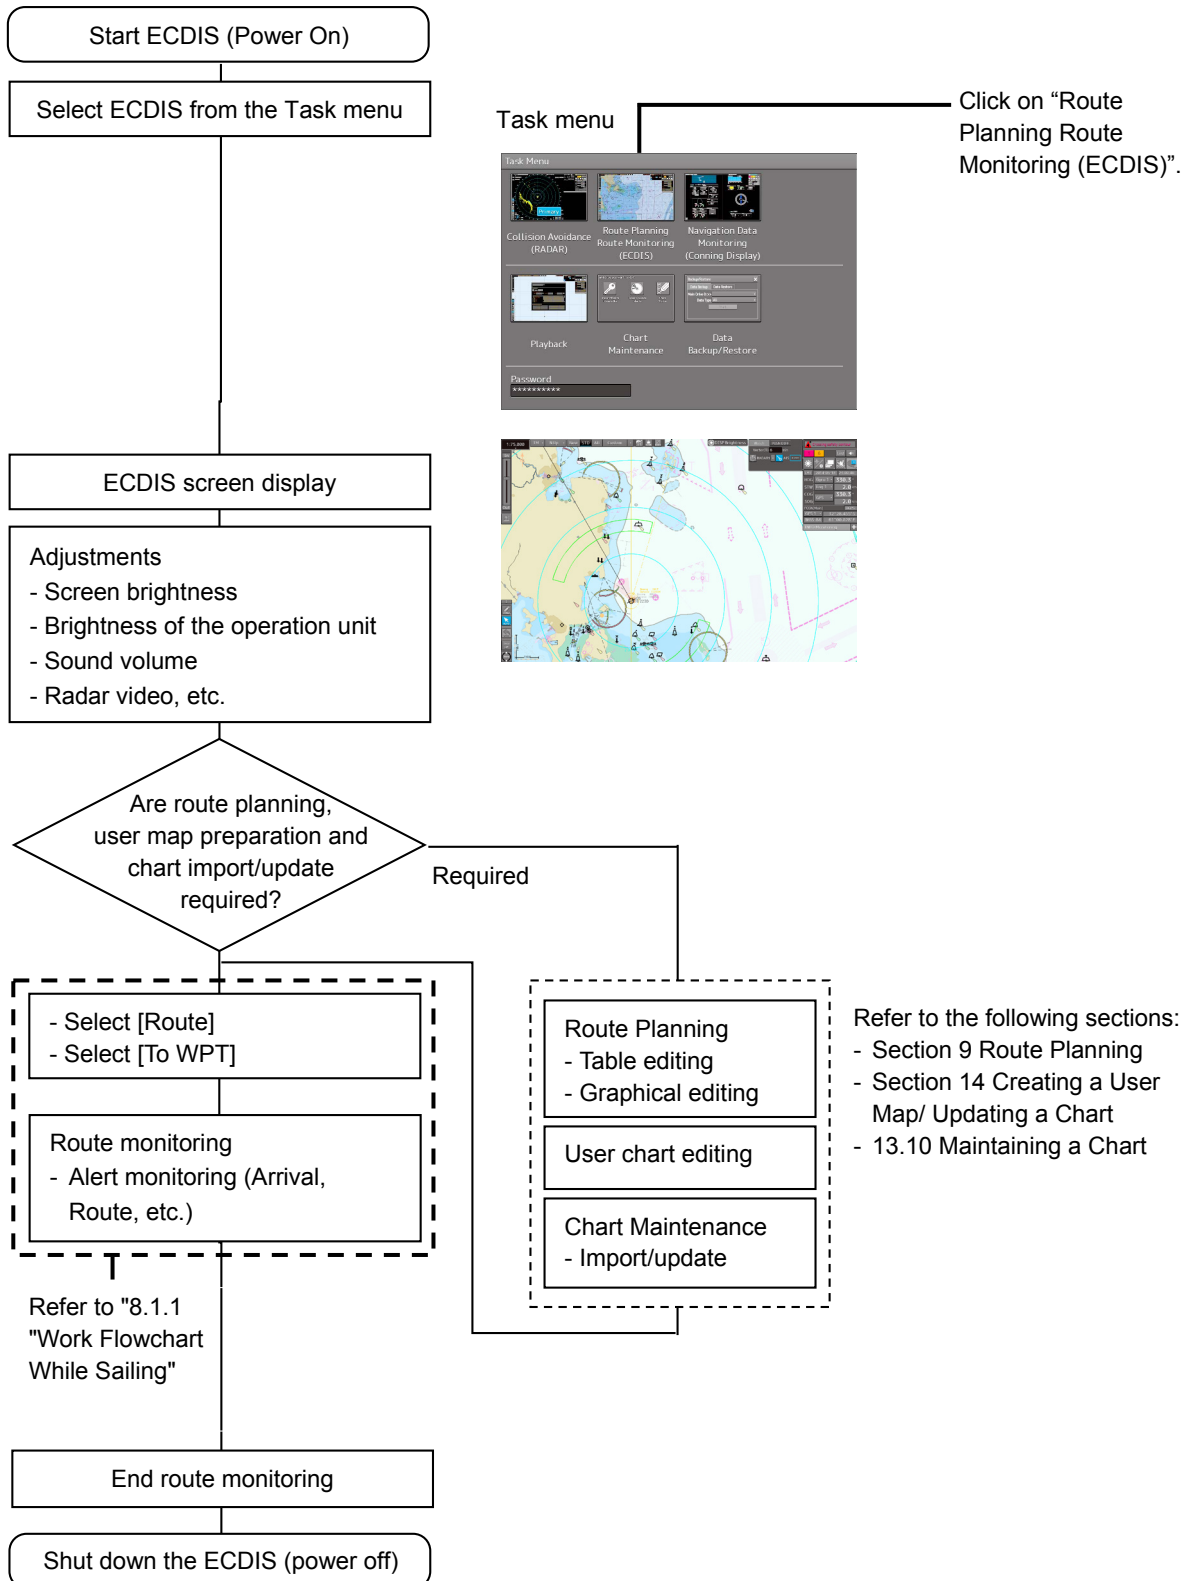 Start ECDIS (Power On)
Select ECDIS from the Task menu
Task menu
Click on “Route
Planning Route
Monitoring (ECDIS)”.
Task Menu
Primary
Collision Avoidance
(RADAR)
Route Planning
Route Monitoring
(ECDIS)
Navigation Data
Monitoring
(Conning Display)
Playback
Chart
Maintenance
Data
Backup/Restore
Password
**********
ECDIS screen display
1:75,000
Adjustments
- Screen brightness
- Brightness of the operation unit
- Sound volume
- Radar video, etc.
Are route planning,
user map preparation and
chart import/update
required?
Required
- Select [Route]
- Select [To WPT]
Route monitoring
- Alert monitoring (Arrival,
Route, etc.)
Refer to "8.1.1
"Work Flowchart
While Sailing"
Route Planning
- Table editing
- Graphical editing
User chart editing
Chart Maintenance
- Import/update
Refer to the following sections:
- Section 9 Route Planning
- Section 14 Creating a User
Map/ Updating a Chart
- 13.10 Maintaining a Chart
End route monitoring
Shut down the ECDIS (power off)